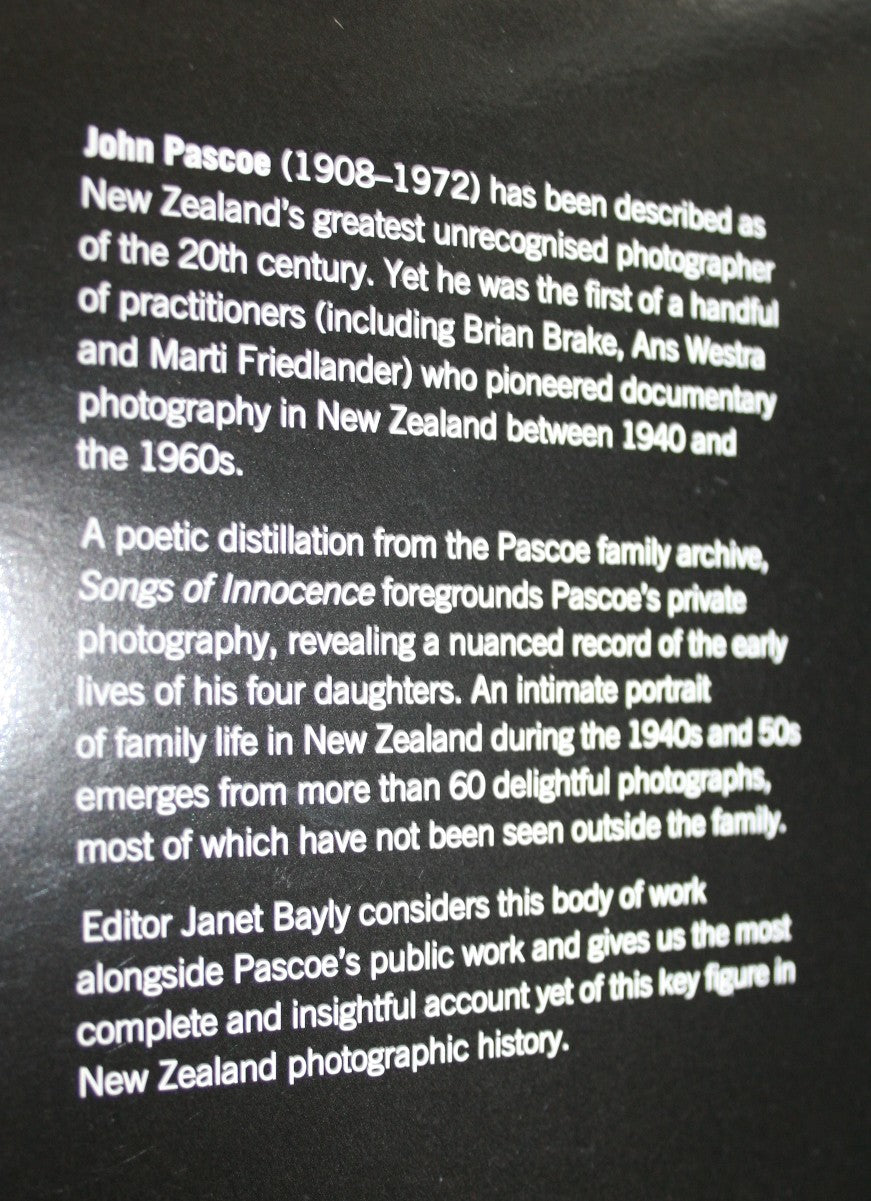 John Pascoe (1908–1972) has been described as
New Zealand's greatest unrecognised photographer
of the 20th century. Yet he was the first of a handful
of practitioners (including Brian Brake, Ans Westra
and Marti Friedlander) who pioneered documentary
photography in New Zealand between 1940 and
the 1960s.
A poetic distillation from the Pascoe family archive,
Songs of Innocence foregrounds Pascoe's private
photography, revealing a nuanced record of the early
lives of his four daughters. An intimate portrait
of family life in New Zealand during the 1940s and 50s
emerges from more than 60 delightful photographs,
most of which have not been seen outside the family.
Editor Janet Bayly considers this body of work
alongside Pascoe's public work and gives us the most
complete and insightful account yet of this key figure in
New Zealand photographic history.